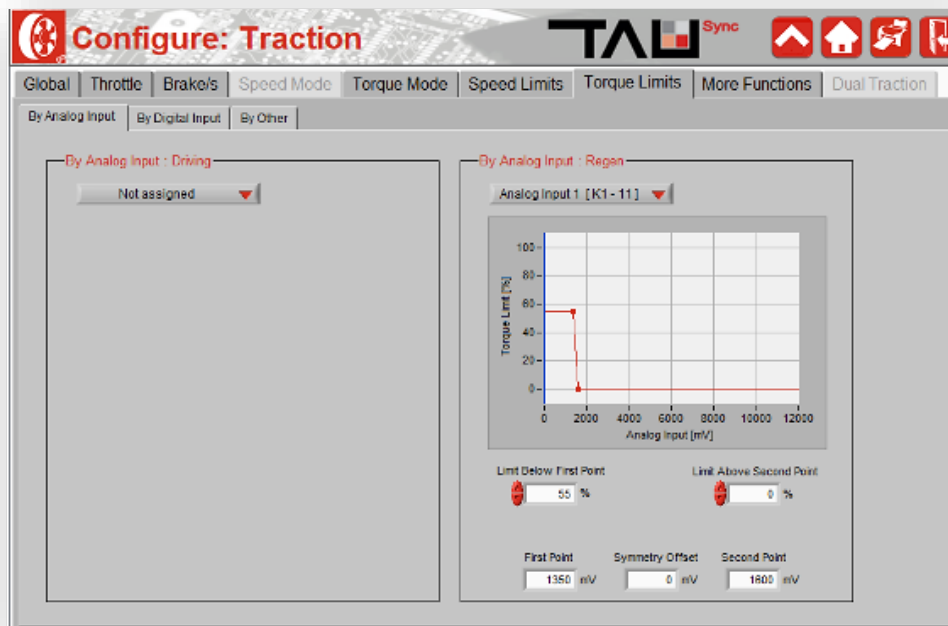 Configure: Traction
TAU Sync
Global Throttle Brake/s Speed Mode Torque Mode Speed Limits Torque Limits More Functions Dual Traction
By Analog Input By Digital Input By Other
By Analog Input : Driving
Not assigned
By Analog Input : Regen
Analog Input 1 [ K1 - 11 ]
Torque Limit [%]
100
80
60
40
20
0
0 2000 4000 6000 8000 10000 12000
Analog Input [mV]
Limit Below First Point Limit Above Second Point
55 % 0 %
First Point Symmetry Offset Second Point
1350 mV 0 mV 1600 mV